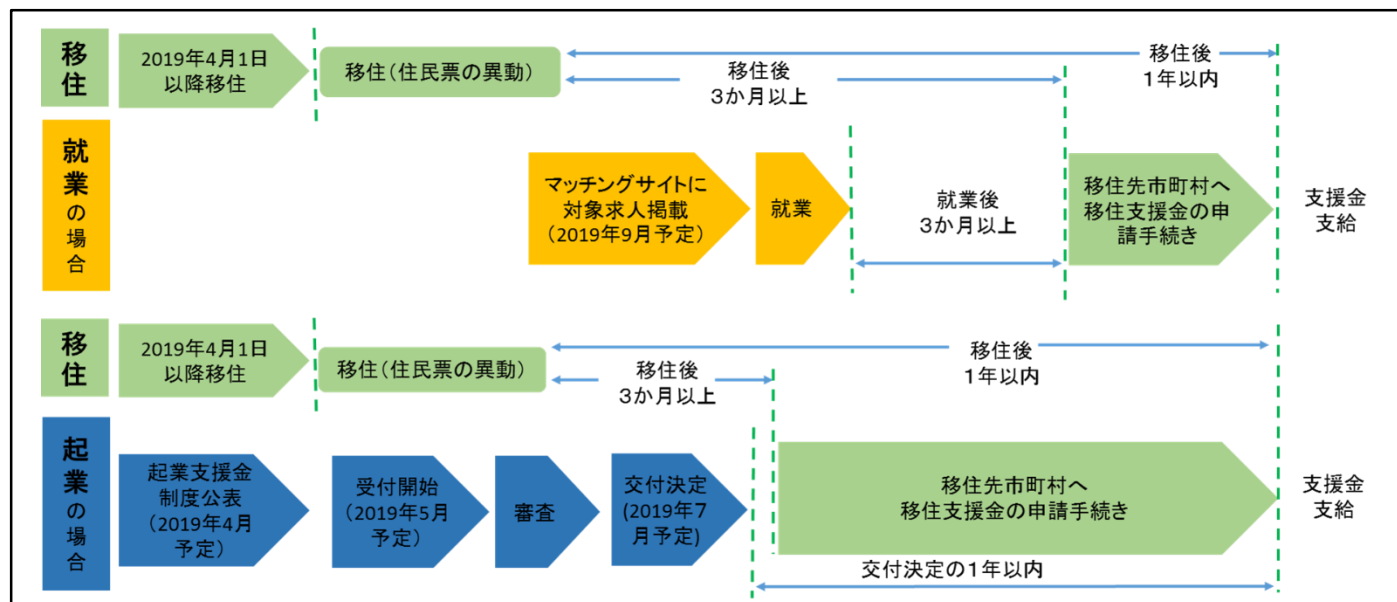 移住
2019年4月1日
以降移住
移住(住民票の異動)
移住後
3か月以上
移住後
1年以内
就業の場合
マッチングサイトに
対象求人掲載
(2019年9月予定)
就業
就業後
3か月以上
移住先市町村へ
移住支援金の申
請手続き
支援金
支給
移住
2019年4月1日
以降移住
移住(住民票の異動)
移住後
3か月以上
移住後
1年以内
起業の場合
起業支援金
制度公表
(2019年4月
予定)
受付開始
(2019年5月
予定)
審査
交付決定
(2019年7
月予定)
移住先市町村へ
移住支援金の申請手続き
支援金
支給
交付決定の1年以内